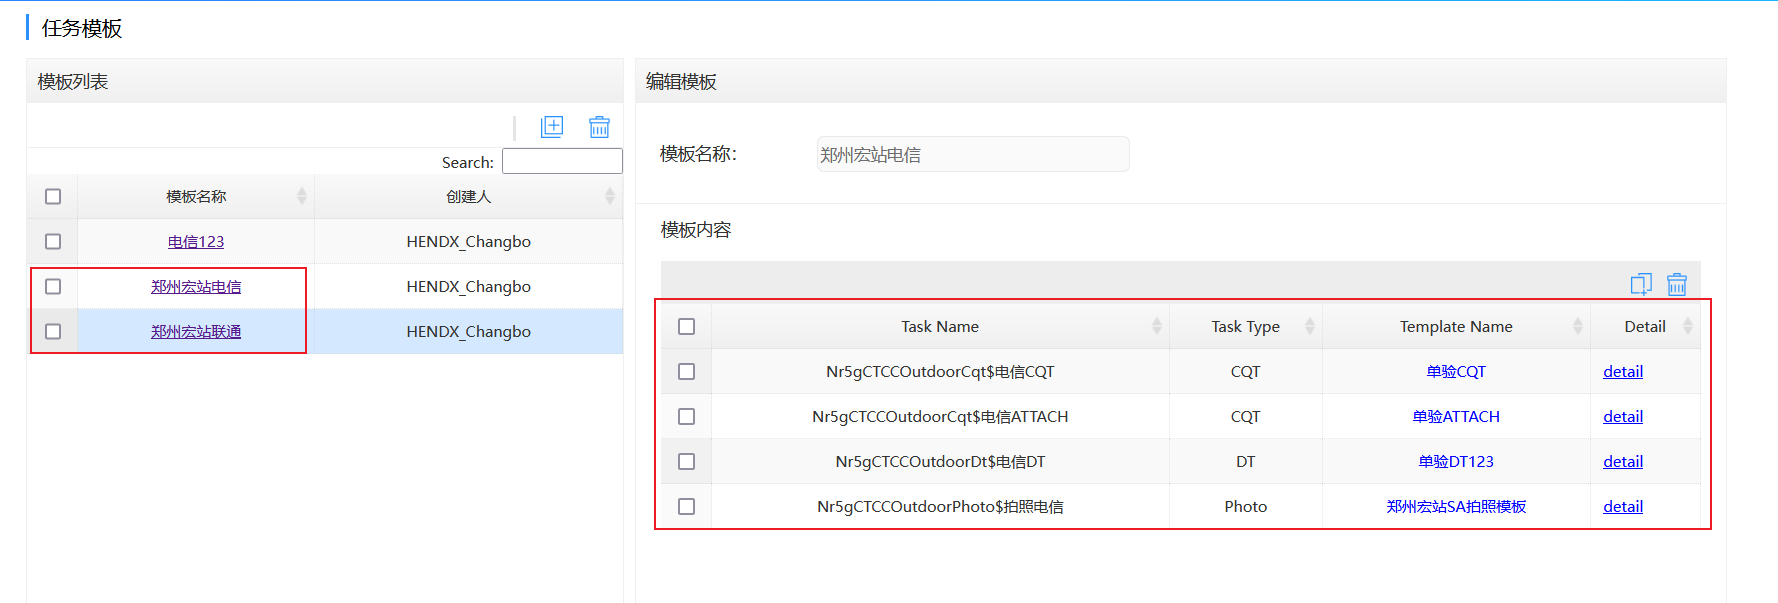 任务模板
模板列表
Search:
模板名称 创建人
电信123 HENDX_Changbo
郑州宏站电信 HENDX_Changbo
郑州宏站联通 HENDX_Changbo
编辑模板
模板名称： 郑州宏站电信
模板内容
Task Name Task Type Template Name Detail
Nr5gCTCCOutdoorCqt$电信CQT CQT 单验CQT detail
Nr5gCTCCOutdoorCqt$电信ATTACH CQT 单验ATTACH detail
Nr5gCTCCOutdoorDt$电信DT DT 单验DT123 detail
Nr5gCTCCOutdoorPhoto$拍照电信 Photo 郑州宏站SA拍照模板 detail